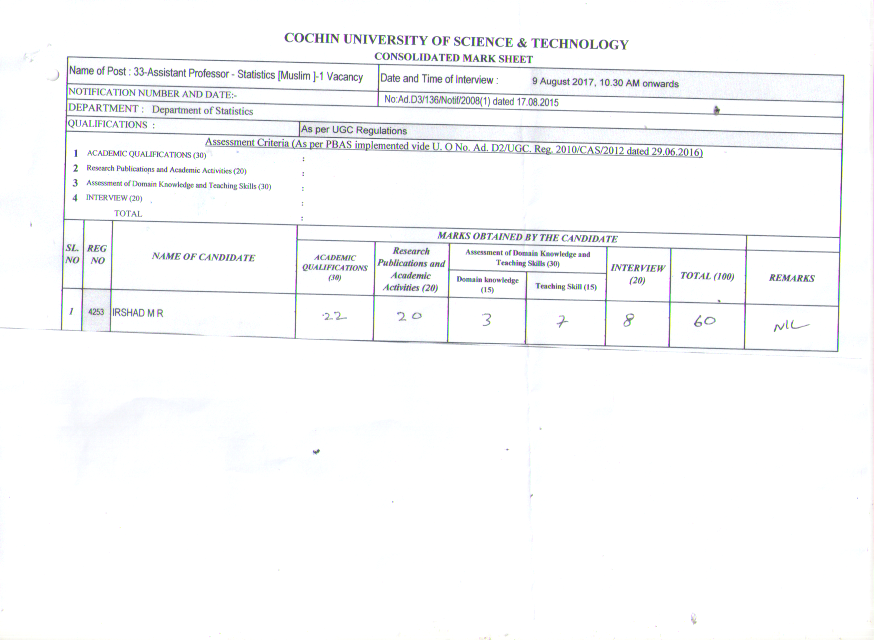 COCHIN UNIVERSITY OF SCIENCE & TECHNOLOGY
CONSOLIDATED MARK SHEET
Name of Post : 33-Assistant Professor - Statistics [Muslim ]-1 Vacancy Date and Time of Interview : 9 August 2017, 10.30 AM onwards
NOTIFICATION NUMBER AND DATE:- No:Ad.D3/136/Notif/2008(1) dated 17.08.2015
DEPARTMENT : Department of Statistics
QUALIFICATIONS : As per UGC Regulations
Assessment Criteria (As per PBAS implemented vide U. O No. Ad. D2/UGC. Reg. 2010/CAS/2012 dated 29.06.2016)
1 ACADEMIC QUALIFICATIONS (30) :
2 Research Publications and Academic Activities (20) :
3 Assessment of Domain Knowledge and Teaching Skills (30) :
4 INTERVIEW (20) :
TOTAL :
MARKS OBTAINED BY THE CANDIDATE
SL. NO
REG NO
NAME OF CANDIDATE
ACADEMIC QUALIFICATIONS (30)
Research Publications and Academic Activities (20)
Assessment of Domain Knowledge and Teaching Skills (30)
Domain knowledge (15)
Teaching Skill (15)
INTERVIEW (20)
TOTAL (100)
REMARKS
1 4253 IRSHAD M R 22 20 3 7 8 60 NIL